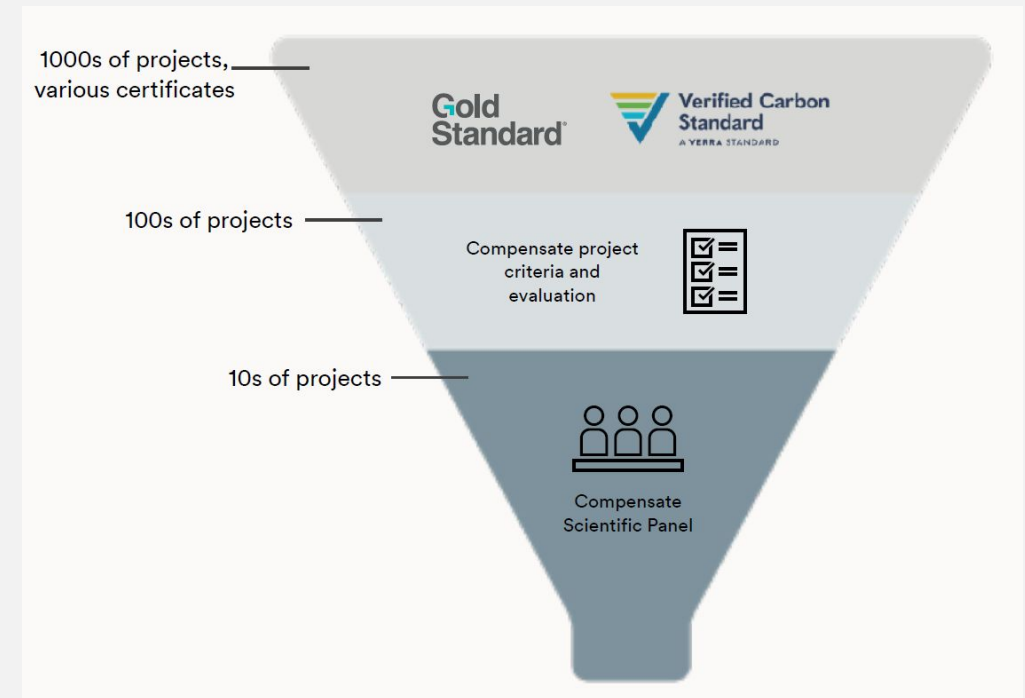 1000s of projects,
various certificates
Gold
Standard®
Verified Carbon
Standard
A VERRA STANDARD
100s of projects
Compensate project
criteria and
evaluation
10s of projects
Compensate
Scientific Panel